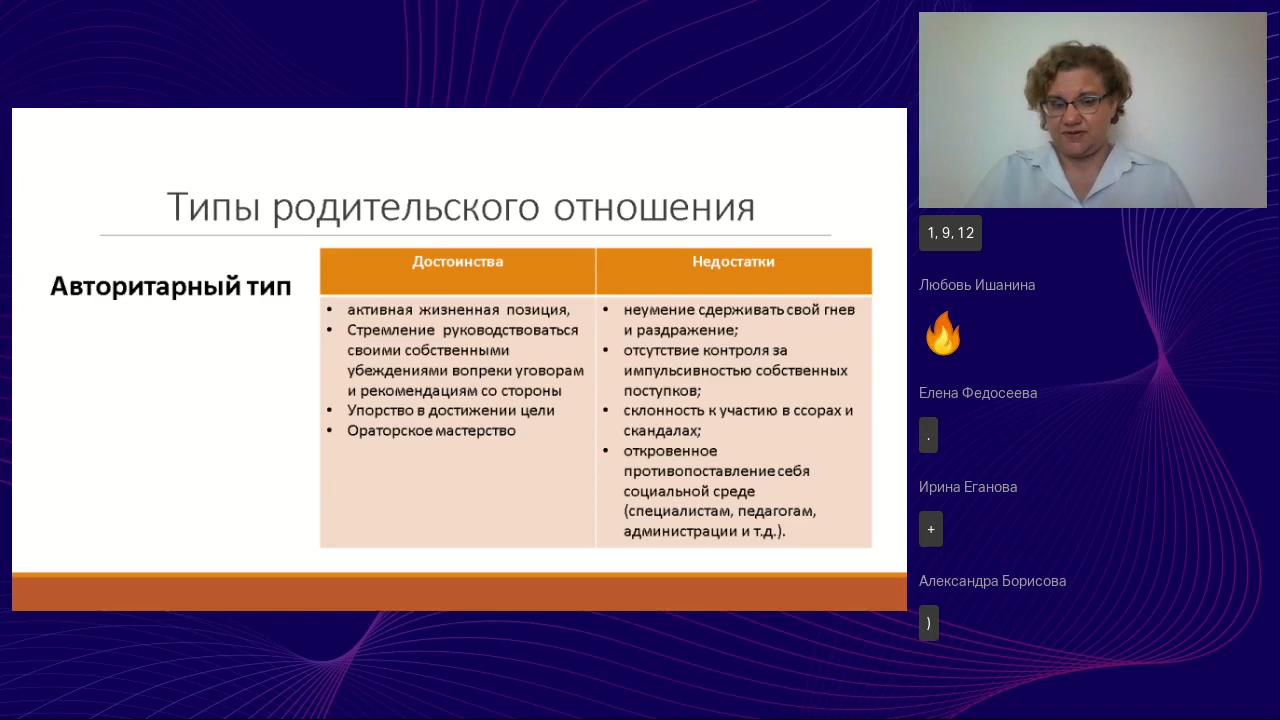 Типы родительского отношения
Авторитарный тип
Достоинства
Недостатки
• активная жизненная позиция,
• Стремление руководствоваться
своими собственными
убеждениями вопреки уговорам
и рекомендациям со стороны
• Упорство в достижении цели
• Ораторское мастерство
• неумение сдерживать свой гнев
и раздражение;
• отсутствие контроля за
импульсивностью собственных
поступков;
• склонность к участию в ссорах и
скандалах;
• откровенное
противопоставление себя
социальной среде
(специалистам, педагогам,
администрации и т.д.).
1, 9, 12
Любовь Ишанина
Елена Федосеева
.
Ирина Еганова
+
Александра Борисова
)